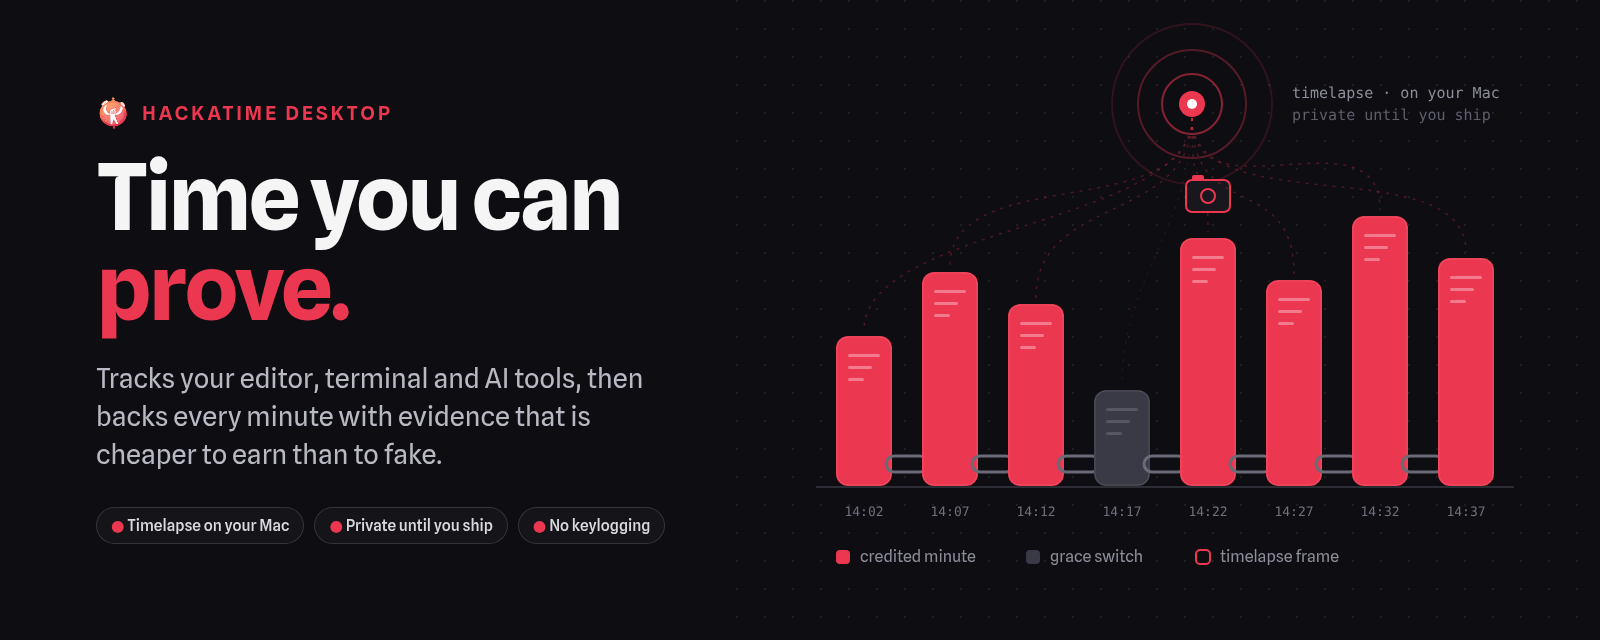 HACKATIME DESKTOP
Time you can
prove.
Tracks your editor, terminal and AI tools, then
backs every minute with evidence that is
cheaper to earn than to fake.
Timelapse on your Mac
Private until you ship
No keylogging
timelapse · on your Mac
private until you ship
14:02 14:07 14:12 14:17 14:22 14:27 14:32 14:37
credited minute grace switch timelapse frame